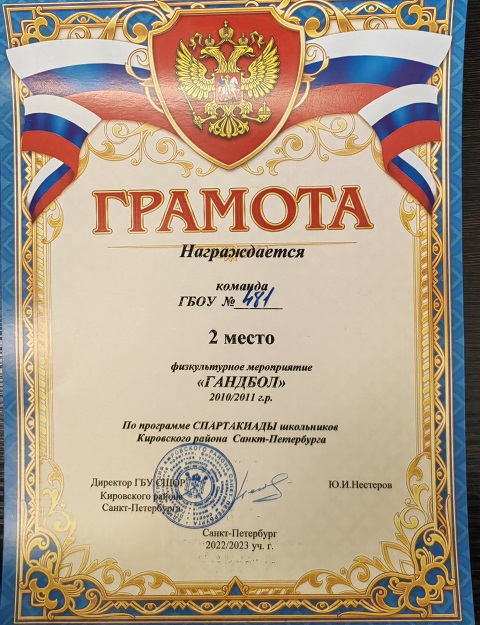 ГРАМОТА
Награждается
команда
ГБОУ № 481
2 место
физкультурное мероприятие
«ГАНДБОЛ»
2010/2011 г.р.
По программе СПАРТАКИАДЫ школьников
Кировского района Санкт-Петербурга
Директор ГБУ СШОР Ю.И.Нестеров
Кировского района
Санкт-Петербурга
Санкт-Петербург
2022/2023 уч. г.